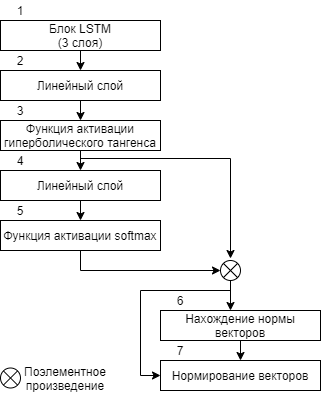 1
Блок LSTM
(3 слоя)
2
Линейный слой
3
Функция активации
гиперболического тангенса
4
Линейный слой
5
Функция активации softmax
6
Нахождение нормы
векторов
7
Нормирование векторов
Поэлементное
произведение